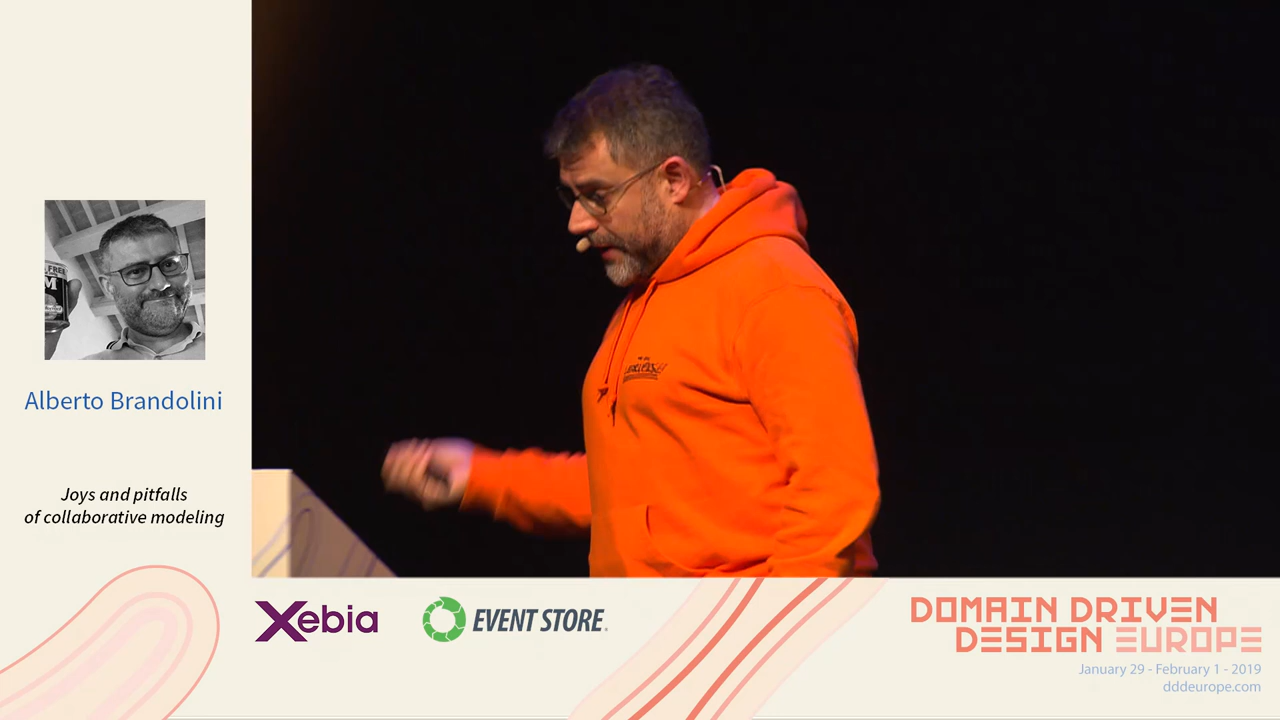 FREE
M
Alberto Brandolini
Joys and pitfalls
of collaborative modeling
Xebia
EVENT STORE
DOMAIN DRIVEN
DESIGN EUROPE
January 29 - February 1 - 2019
dddeurope.com